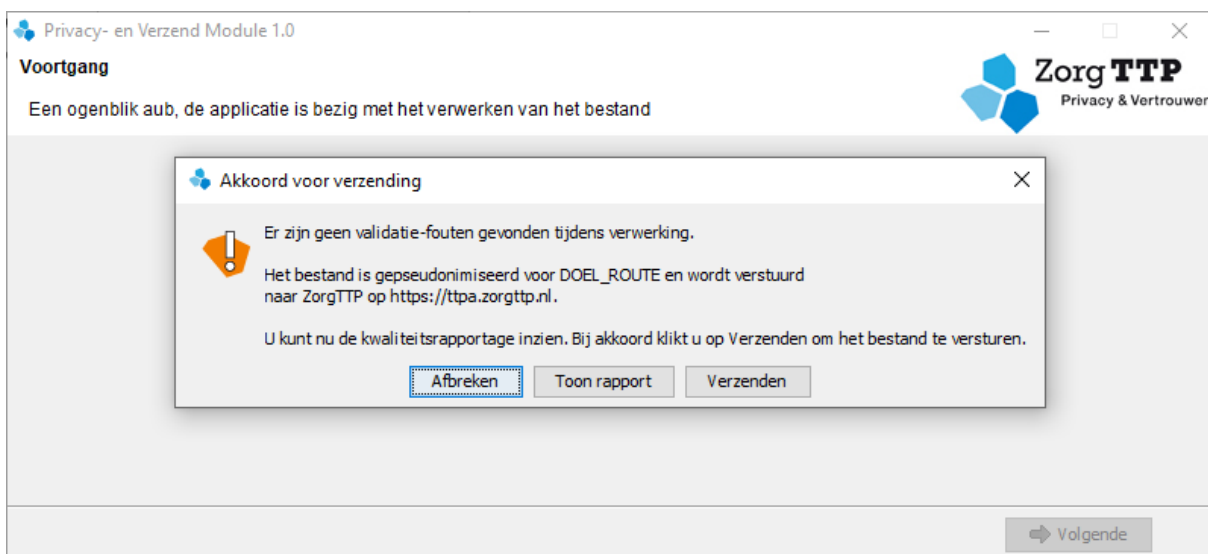 Privacy- en Verzend Module 1.0
Voortgang
Een ogenblik aub, de applicatie is bezig met het verwerken van het bestand
Zorg TTP
Privacy & Vertrouwen
Akkoord voor verzending
Er zijn geen validatie-fouten gevonden tijdens verwerking.
Het bestand is gepseudonimiseerd voor DOEL_ROUTE en wordt verstuurd
naar ZorgTTP op https://ttpa.zorgttp.nl.
U kunt nu de kwaliteitsrapportage inzien. Bij akkoord klikt u op Verzenden om het bestand te versturen.
Afbreken
Toon rapport
Verzenden
Volgende